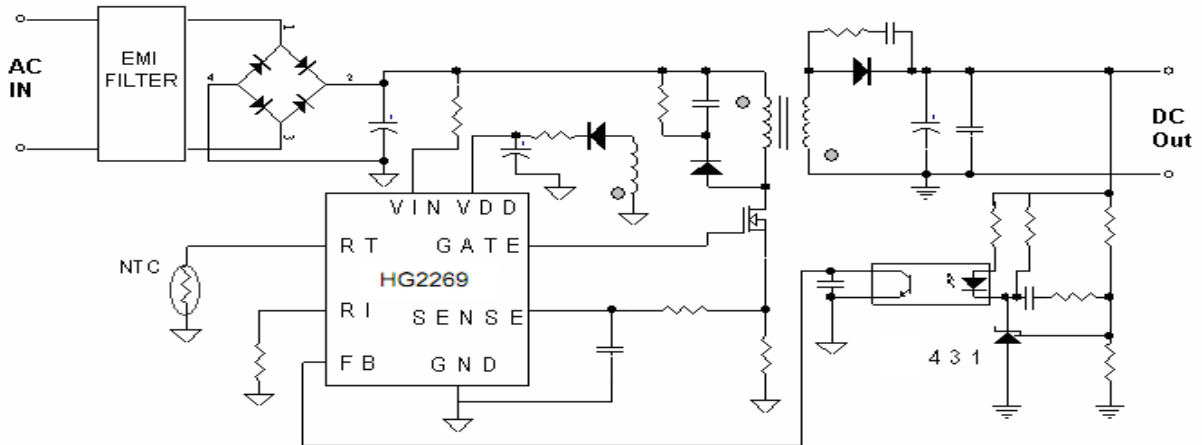 AC
IN
EMI
FILTER
1
4
2
3
DC
Out
VIN VDD
RT
GATE
NTC
HG2269
RI
SENSE
FB
GND
431